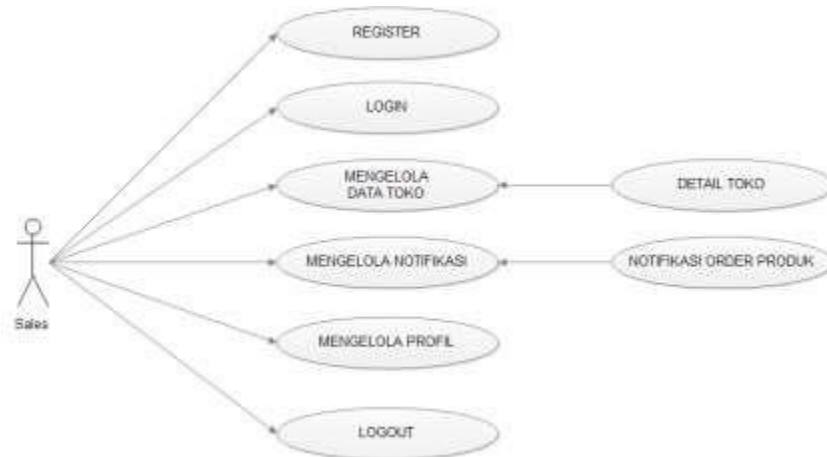 REGISTER
LOGIN
MENGELOLA
DATA TOKO
DETAIL TOKO
MENGELOLA NOTIFIKASI
NOTIFIKASI ORDER PRODUK
Sales
MENGELOLA PROFIL
LOGOUT